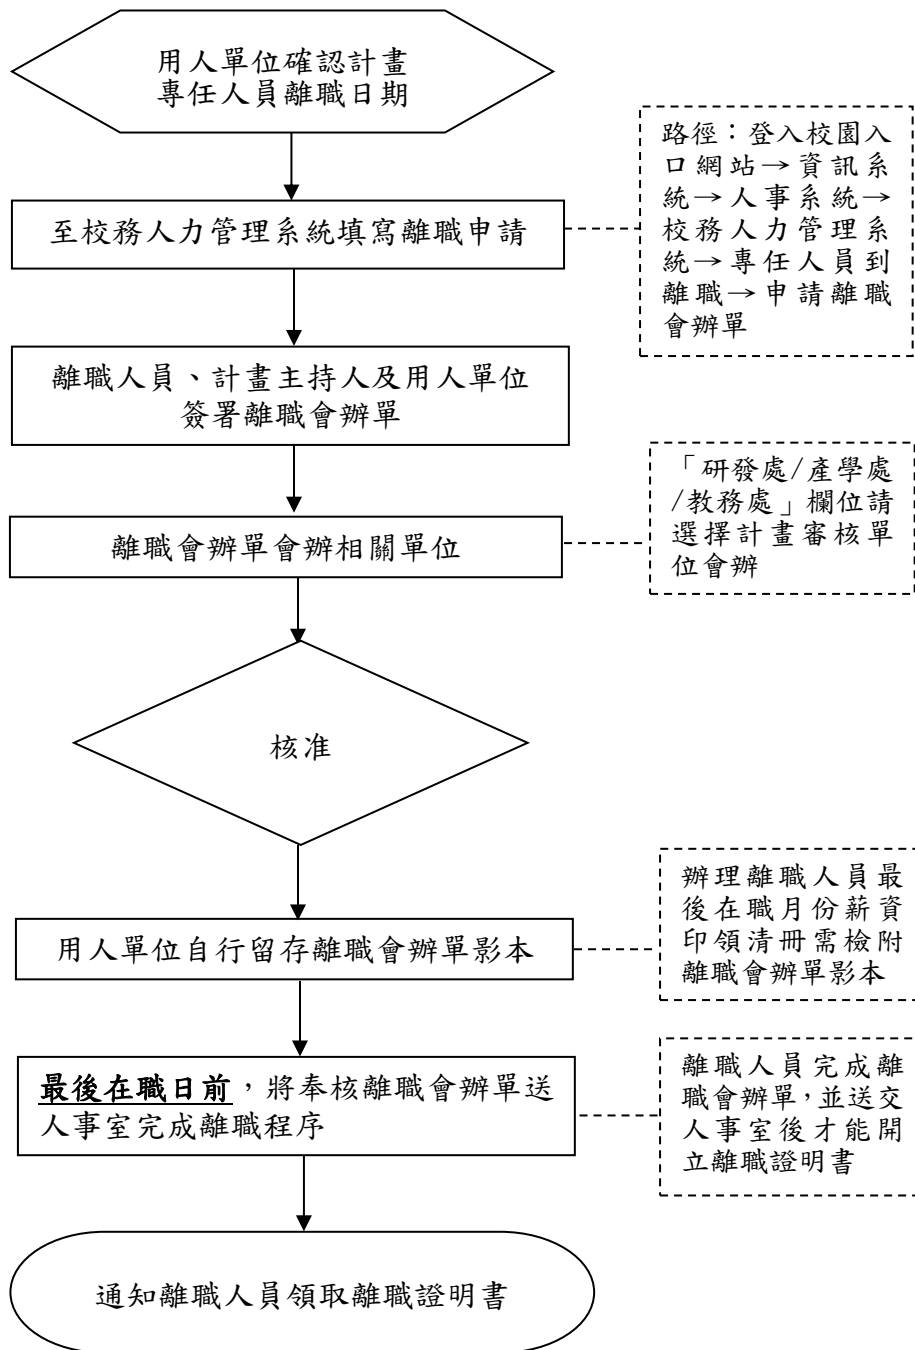 用人單位確認計畫
專任人員離職日期
路徑：登入校園入
口網站→資訊系
統→人事系統→
校務人力管理系
統→專任人員到
離職→申請離職
會辦單
至校務人力管理系統填寫離職申請
離職人員、計畫主持人及用人單位
簽署離職會辦單
「研發處/產學處
/教務處」欄位請
選擇計畫審核單
位會辦
離職會辦單會辦相關單位
核准
辦理離職人員最
後在職月份薪資
印領清冊需檢附
離職會辦單影本
用人單位自行留存離職會辦單影本
最後在職日前，將奉核離職會辦單送
人事室完成離職程序
離職人員完成離
職會辦單，並送交
人事室後才能開
立離職證明書
通知離職人員領取離職證明書